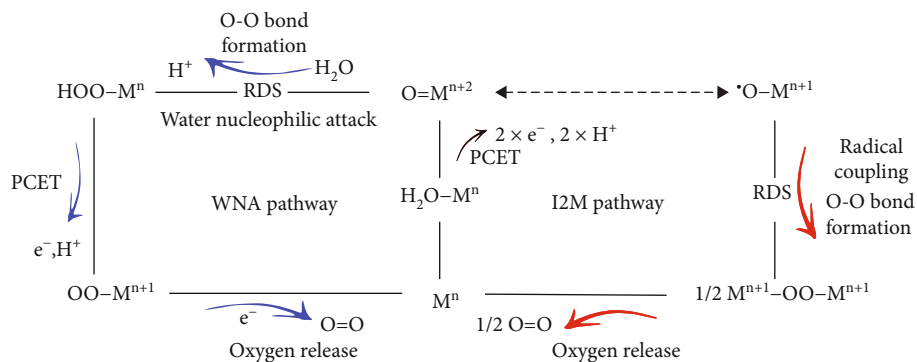 O-O bond
formation
H⁺
H₂O
HOO–Mⁿ
RDS
O=Mⁿ⁺²
•O–Mⁿ⁺¹
Water nucleophilic attack
2 × e⁻ , 2 × H⁺
PCET
Radical
coupling
PCET
WNA pathway
H₂O–Mⁿ
I2M pathway
RDS
O-O bond
formation
e⁻,H⁺
OO–Mⁿ⁺¹
Mⁿ
1/2 Mⁿ⁺¹–OO–Mⁿ⁺¹
e⁻
O=O
1/2 O=O
Oxygen release
Oxygen release